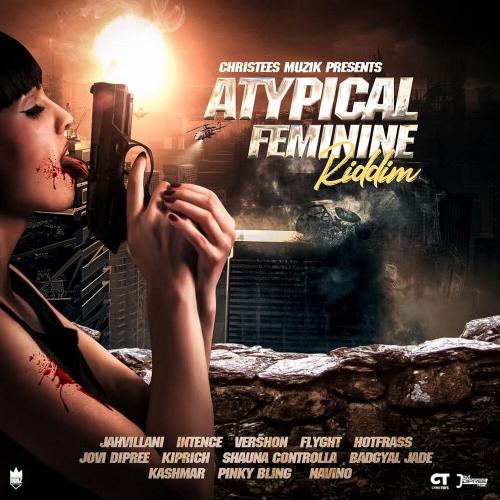 CHRISTEES MUZIK PRESENTS
ATYPICAL
FEMININE
Riddim
JAHVILLANI INTENCE VERSHON FLYGHT HOTFRASS
JOVI DIPREE KIPRICH SHAUNA CONTROLLA BADGYAL JADE
KASHMAR PINKY BLING NAVINO
CT